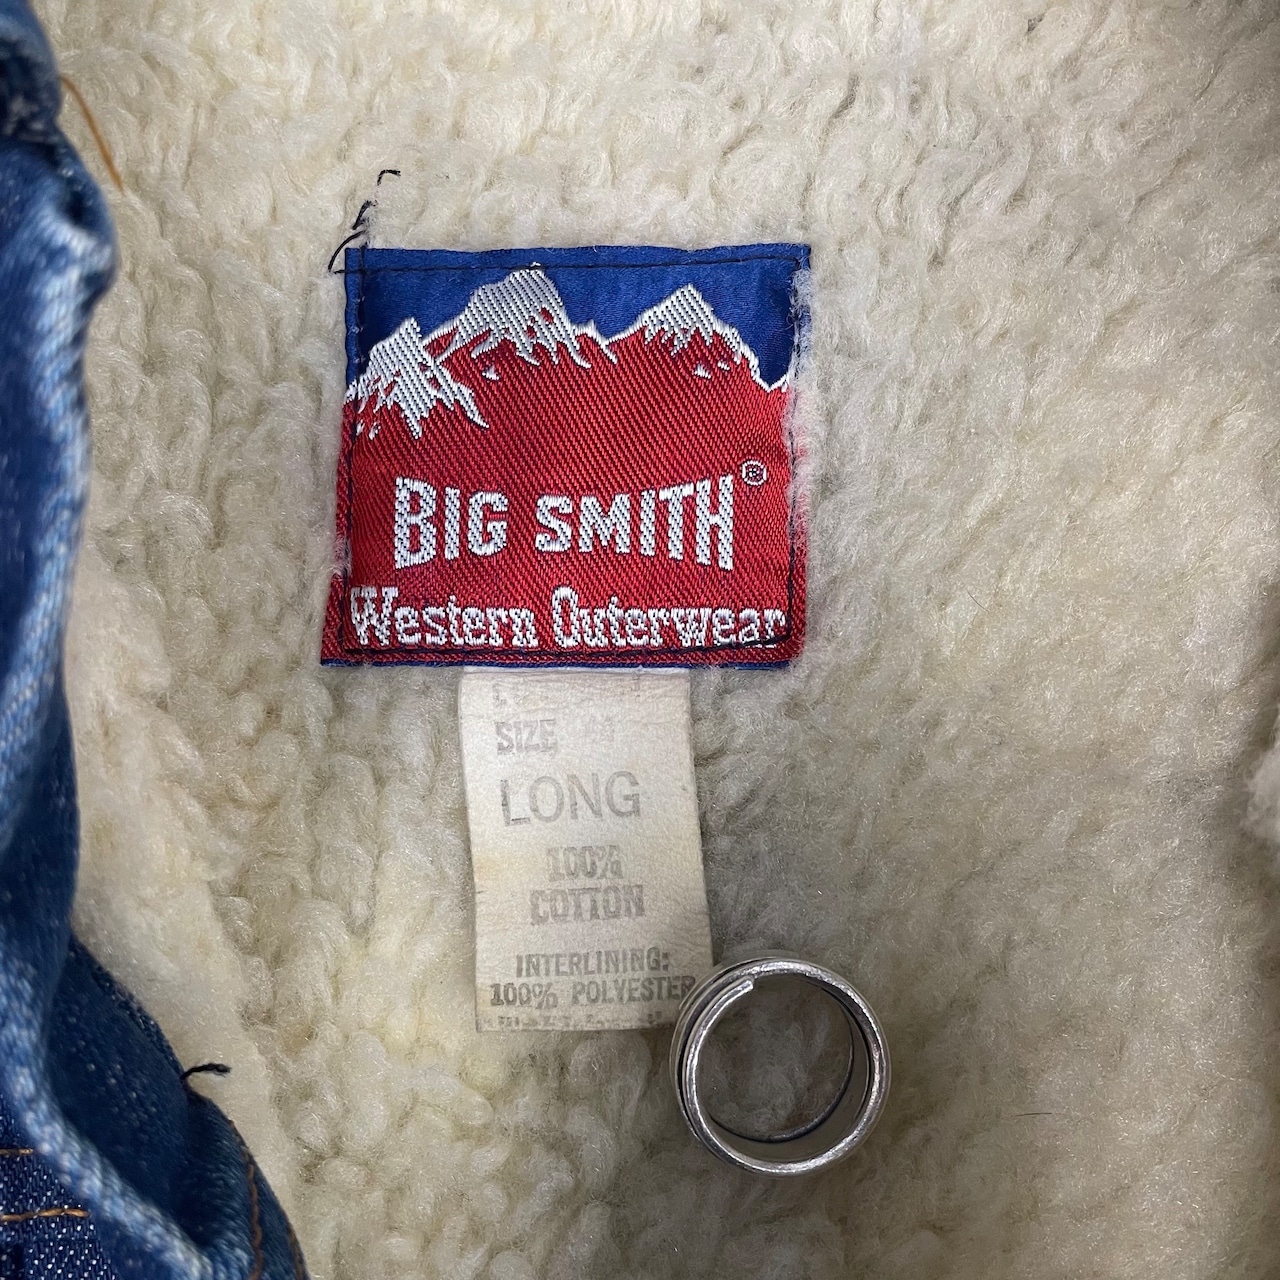 BIG SMITH®
Western Outerwear
SIZE
LONG
100%
COTTON
INTERLINING:
100% POLYESTER